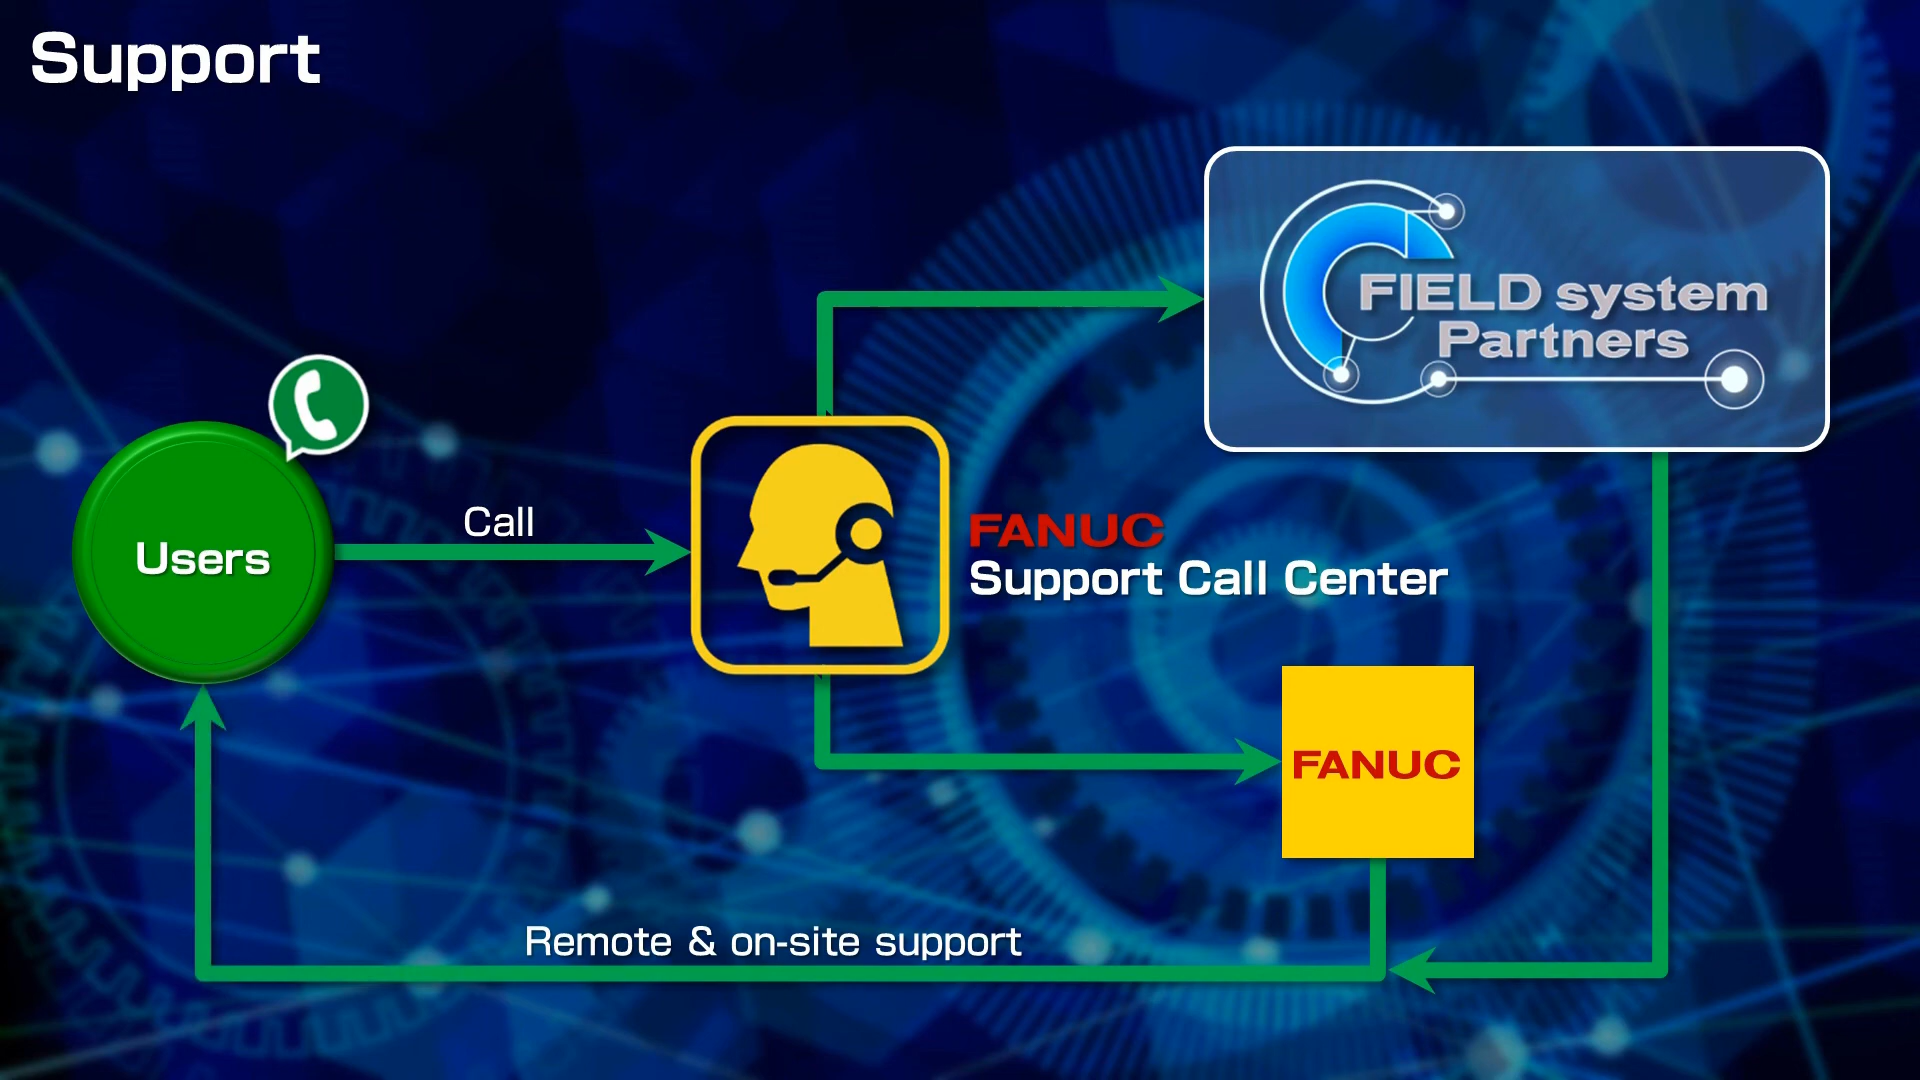 Support
FIELD system
Partners
Call
Users
FANUC
Support Call Center
FANUC
Remote & on-site support